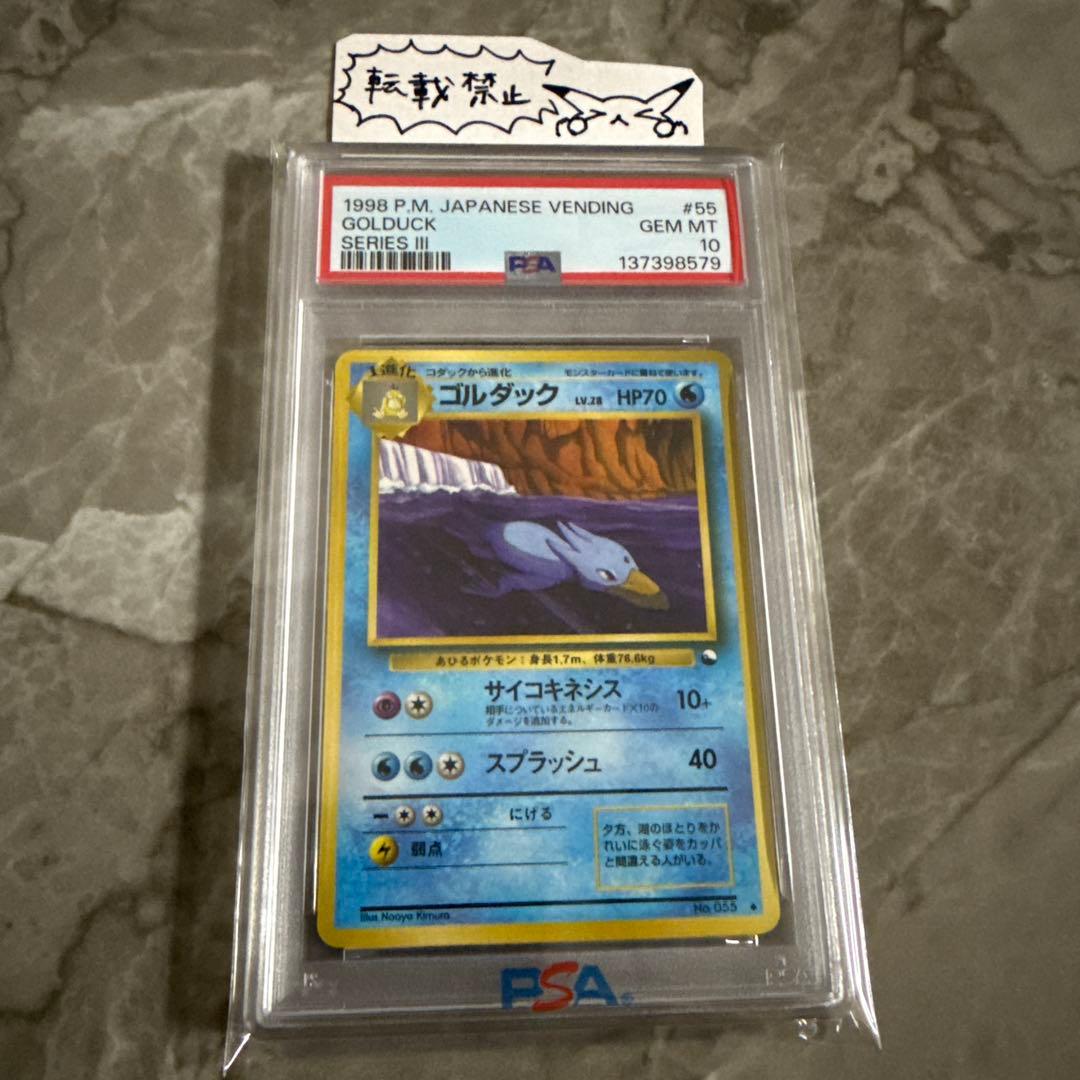 転載禁止
1998 P.M. JAPANESE VENDING #55
GOLDUCK GEM MT
SERIES III 10
PSA 137398579
1進化 コダックから進化 モンスターカードに重ねて使います。
ゴルダック LV.28 HP70
あひるポケモン：身長1.7m、体重76.6kg
サイコキネシス 10+
相手についているエネルギーカード×10の
ダメージを追加する。
スプラッシュ 40
にげる
弱点
夕方、湖のほとりをか
れいに泳ぐ姿をカッパ
と間違える人がいる。
Illus Naoyo Kimura No.055
PSA